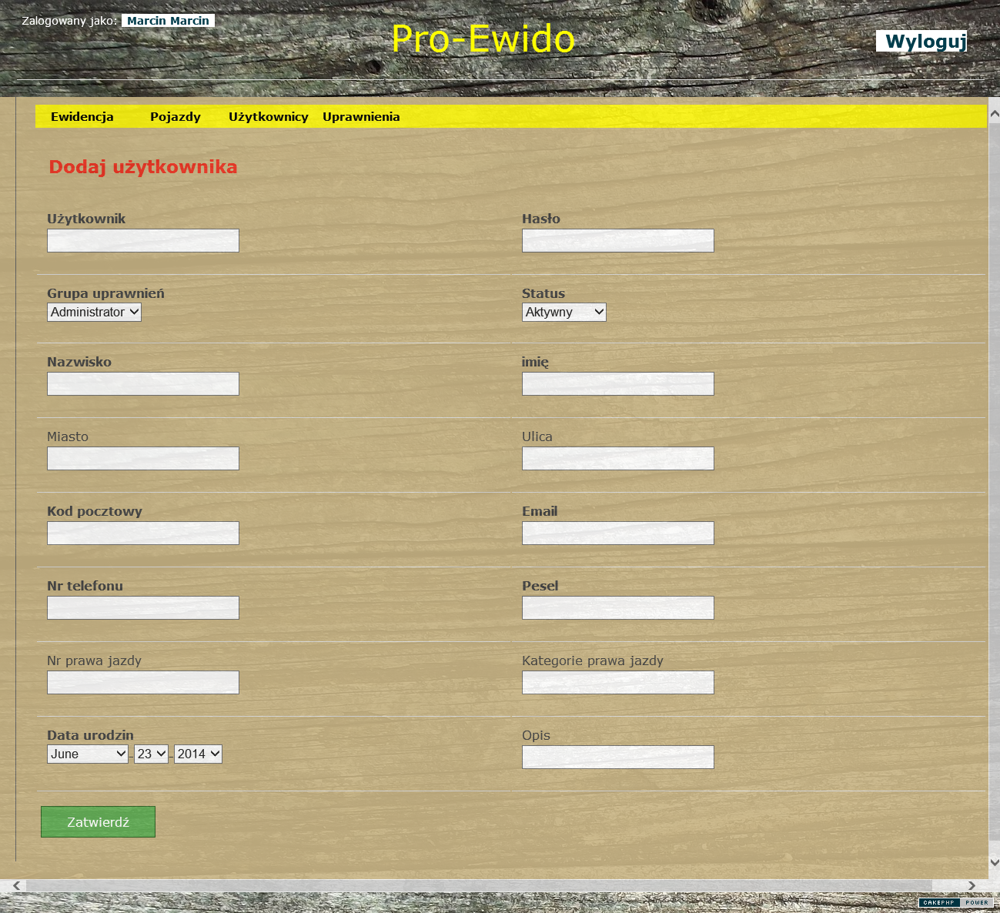 Zalogowany jako: Marcin Marcin
Pro-Ewido
Wyloguj
Ewidencja Pojazdy Użytkownicy Uprawnienia
Dodaj użytkownika
Użytkownik Hasło
Grupa uprawnień Status
Administrator Aktywny
Nazwisko imię
Miasto Ulica
Kod pocztowy Email
Nr telefonu Pesel
Nr prawa jazdy Kategorie prawa jazdy
Data urodzin Opis
June - 23 - 2014
Zatwierdź
CAKEPHP POWER